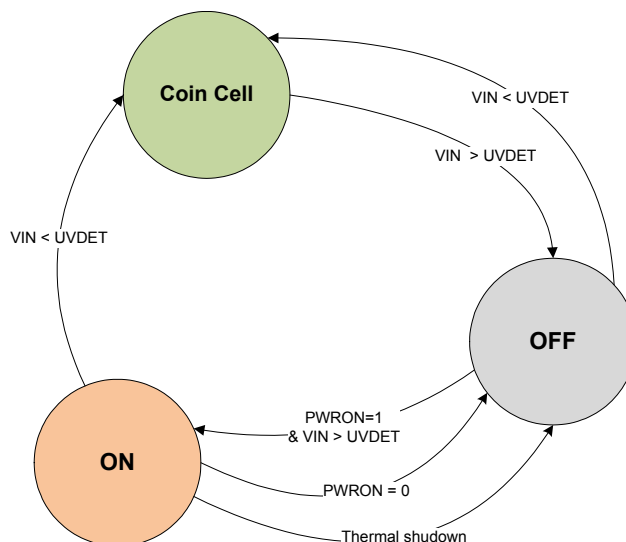 Coin Cell
VIN < UVDET
VIN > UVDET
VIN < UVDET
OFF
PWRON=1
& VIN > UVDET
ON
PWRON = 0
Thermal shudown